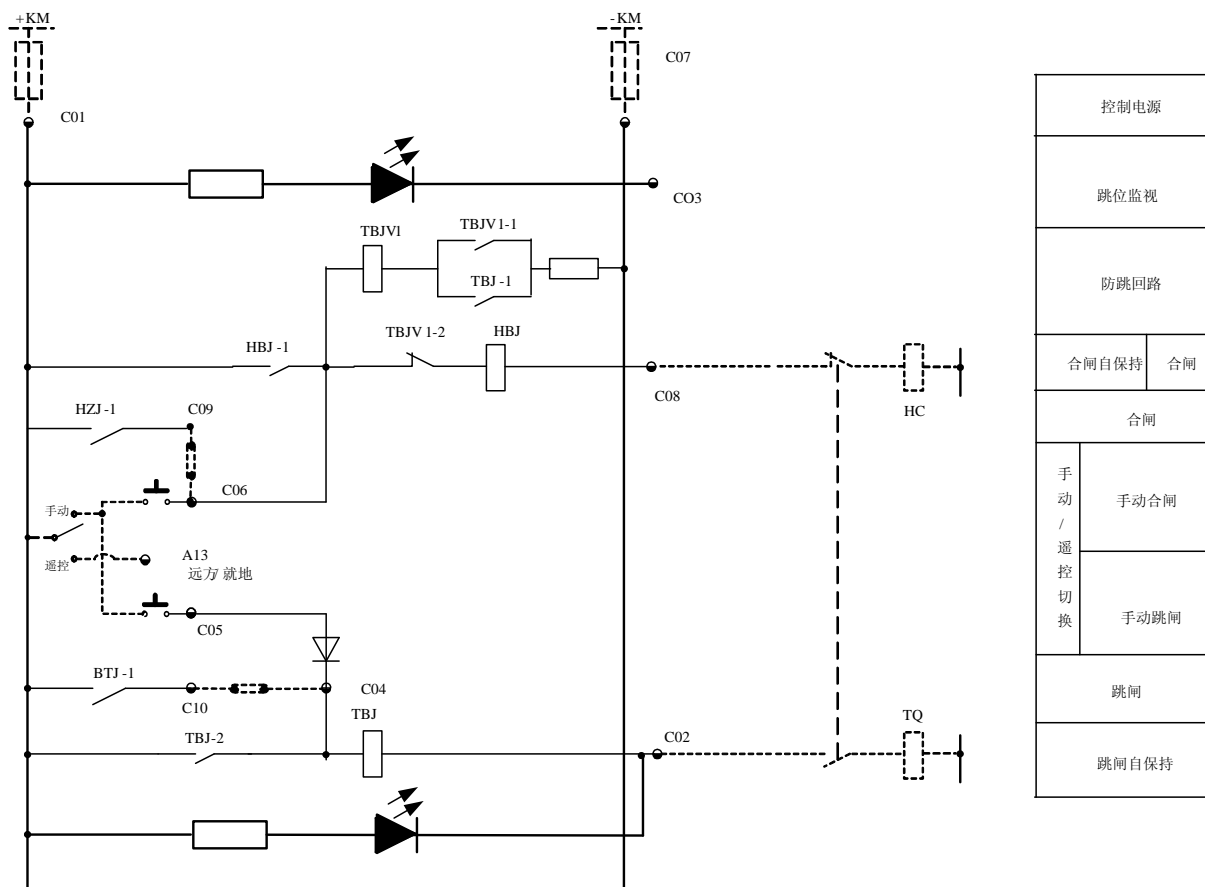 +KM
-KM
C07
C01
CO3
TBJV1
TBJV1-1
TBJ -1
HBJ -1
TBJV 1-2
HBJ
C08
HC
HZJ -1
C09
C06
手动
遥控
A13
远方/ 就地
C05
BTJ -1
C10
C04
TBJ
TBJ-2
C02
TQ
控制电源
跳位监视
防跳回路
合闸自保持
合闸
合闸
手动/遥控切换
手动合闸
手动跳闸
跳闸
跳闸自保持